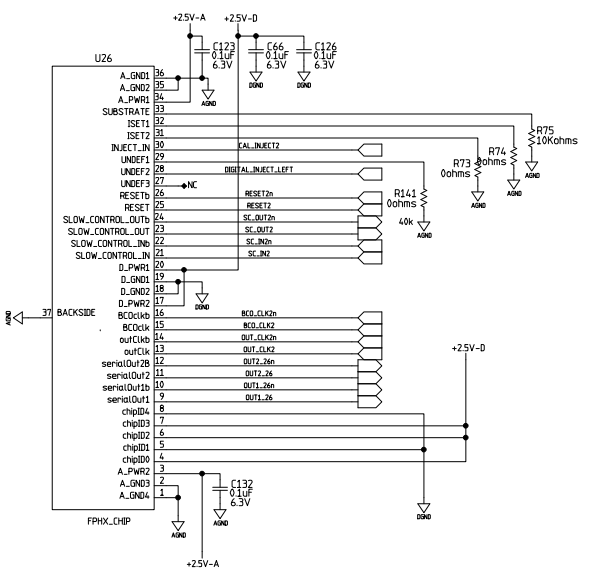 +2.5V-A
+2.5V-D
U26
C123
0.1uF
6.3V
C66
0.1uF
6.3V
C126
0.1uF
6.3V
AGND
DGND
DGND
A_GND1 36
A_GND2 35
A_PWR1 34
SUBSTRATE 33
ISET1 32
ISET2 31
INJECT_IN 30 CAL_INJECT2
UNDEF1 29
UNDEF2 28 DIGITAL_INJECT_LEFT
UNDEF3 27 NC
RESETb 26 RESET2n
RESET 25 RESET2
SLOW_CONTROL_OUTb 24 SC_OUT2n
SLOW_CONTROL_OUT 23 SC_OUT2
SLOW_CONTROL_INb 22 SC_IN2n
SLOW_CONTROL_IN 21 SC_IN2
R75
10Kohms
AGND
R74
0ohms
AGND
R73
0ohms
AGND
R141
0ohms
40k
AGND
D_PWR1 20
D_GND1 19
D_GND2 18
D_PWR2 17
DGND
AGND
37 BACKSIDE
BCOclkb 16 BCO_CLK2n
BCOclk 15 BCO_CLK2
outClkb 14 OUT_CLK2n
outClk 13 OUT_CLK2
serialOut2B 12 OUT2_26n
serialOut2 11 OUT2_26
serialOut1b 10 OUT1_26n
serialOut1 9 OUT1_26
chipID4 8
chipID3 7
chipID2 6
chipID1 5
chipID0 4
A_PWR2 3
A_GND3 2
A_GND4 1
+2.5V-D
C132
0.1uF
6.3V
AGND
AGND
DGND
FPHX_CHIP
+2.5V-A